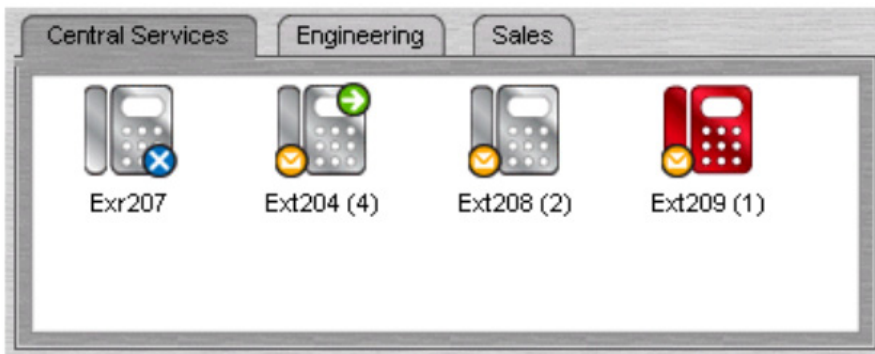 Central Services Engineering Sales
Exr207 Ext204 (4) Ext208 (2) Ext209 (1)